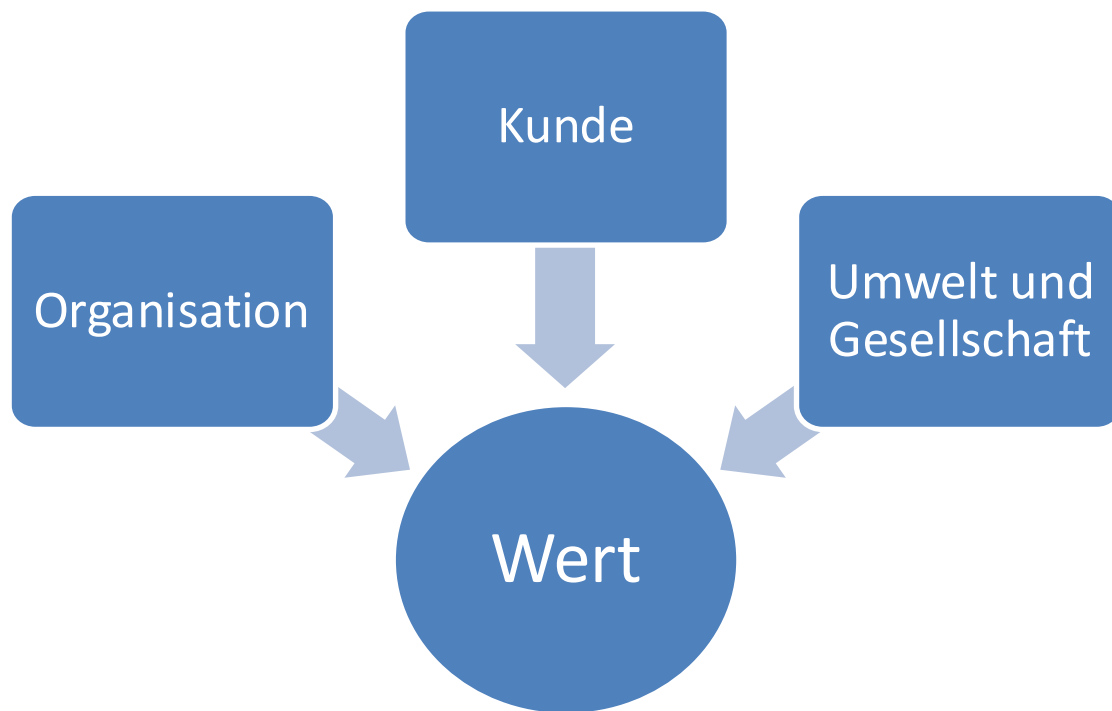 Kunde
Organisation
Umwelt und
Gesellschaft
Wert